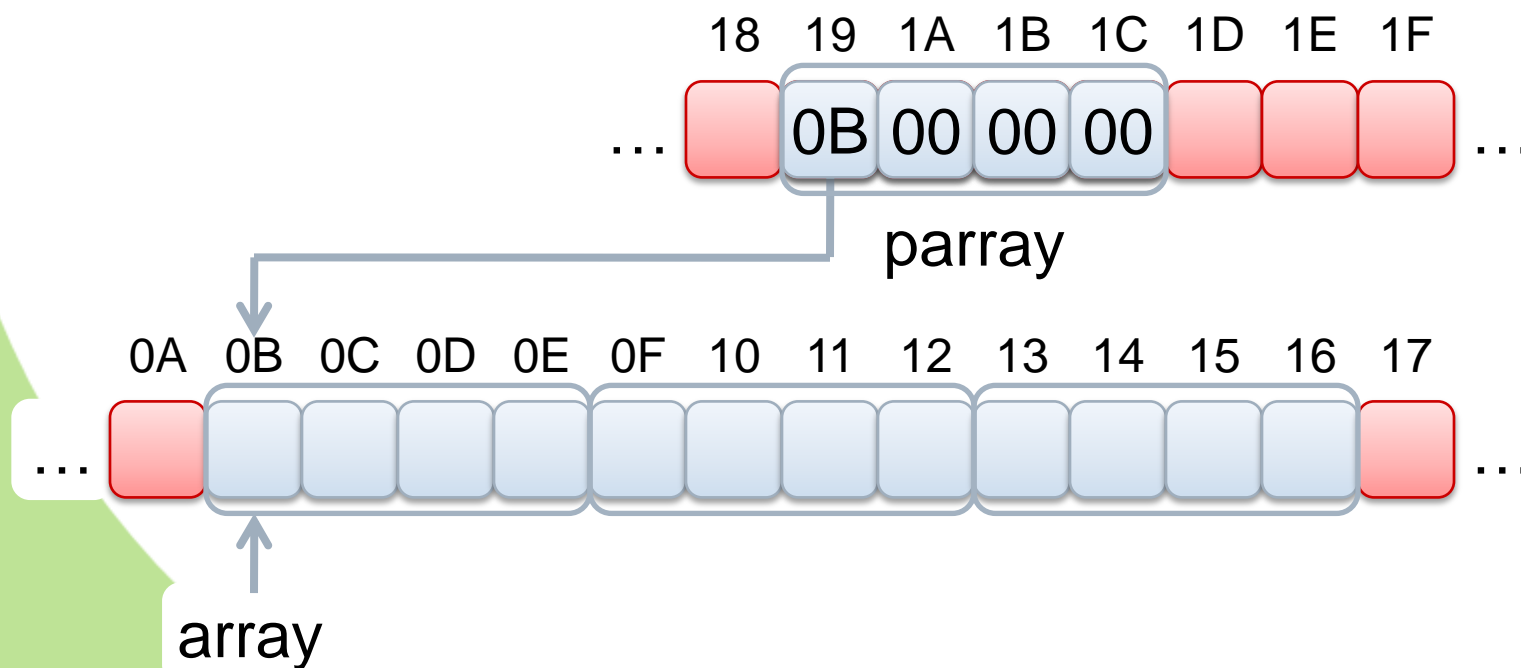 18 19 1A 1B 1C 1D 1E 1F
... 0B 00 00 00 ...
parray
0A 0B 0C 0D 0E 0F 10 11 12 13 14 15 16 17
... ...
array